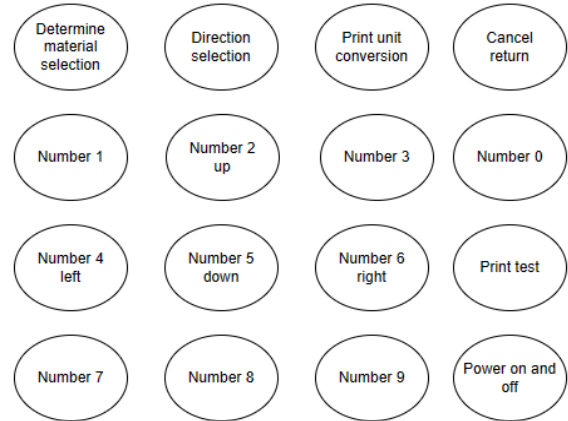 Determine
material
selection
Direction
selection
Print unit
conversion
Cancel
return
Number 1
Number 2
up
Number 3
Number 0
Number 4
left
Number 5
down
Number 6
right
Print test
Number 7
Number 8
Number 9
Power on and
off